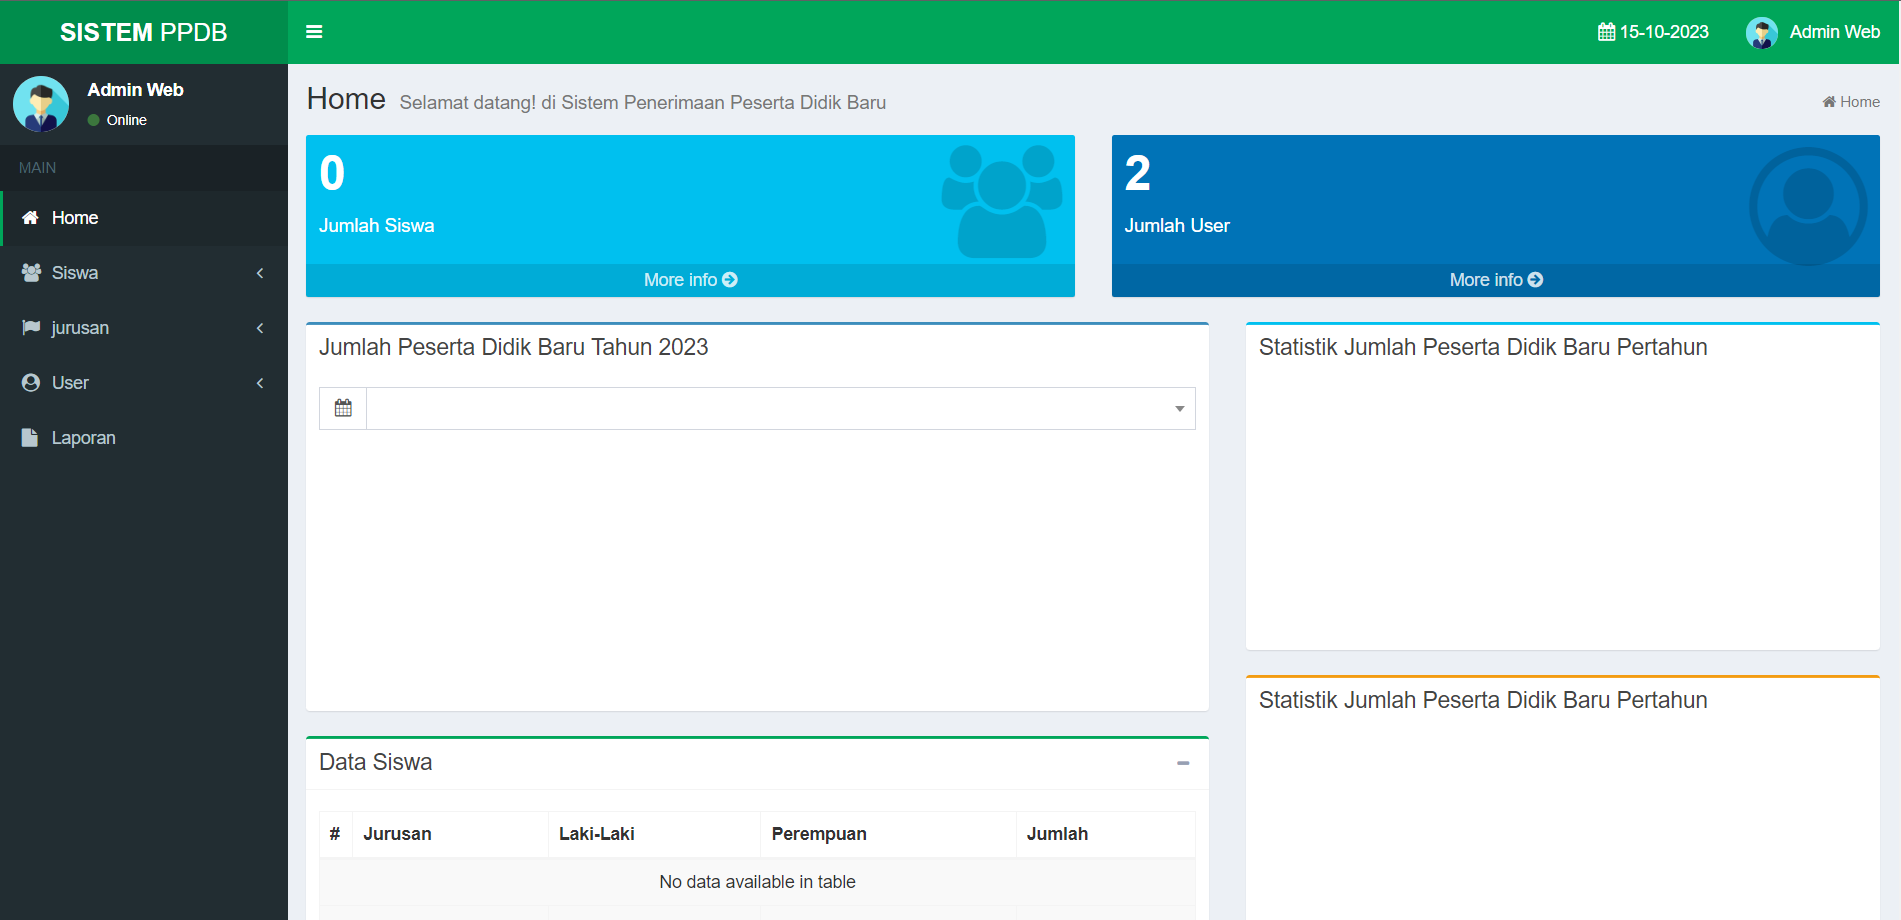 SISTEM PPDB
15-10-2023
Admin Web
Admin Web
Online
MAIN
Home
Siswa
jurusan
User
Laporan
Home Selamat datang! di Sistem Penerimaan Peserta Didik Baru
Home
0
Jumlah Siswa
More info
2
Jumlah User
More info
Jumlah Peserta Didik Baru Tahun 2023
Statistik Jumlah Peserta Didik Baru Pertahun
Statistik Jumlah Peserta Didik Baru Pertahun
Data Siswa
# Jurusan Laki-Laki Perempuan Jumlah
No data available in table